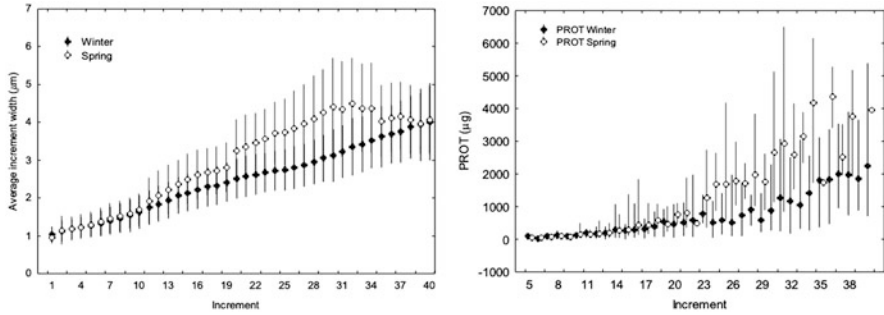 7
6
5
4
3
2
1
0
Average increment width (µm)
Winter
Spring
1 4 7 10 13 16 19 22 25 28 31 34 37 40
Increment
7000
6000
5000
4000
3000
2000
1000
0
-1000
PROT (µg)
PROT Winter
PROT Spring
5 8 11 14 17 20 23 26 29 32 35 38
Increment